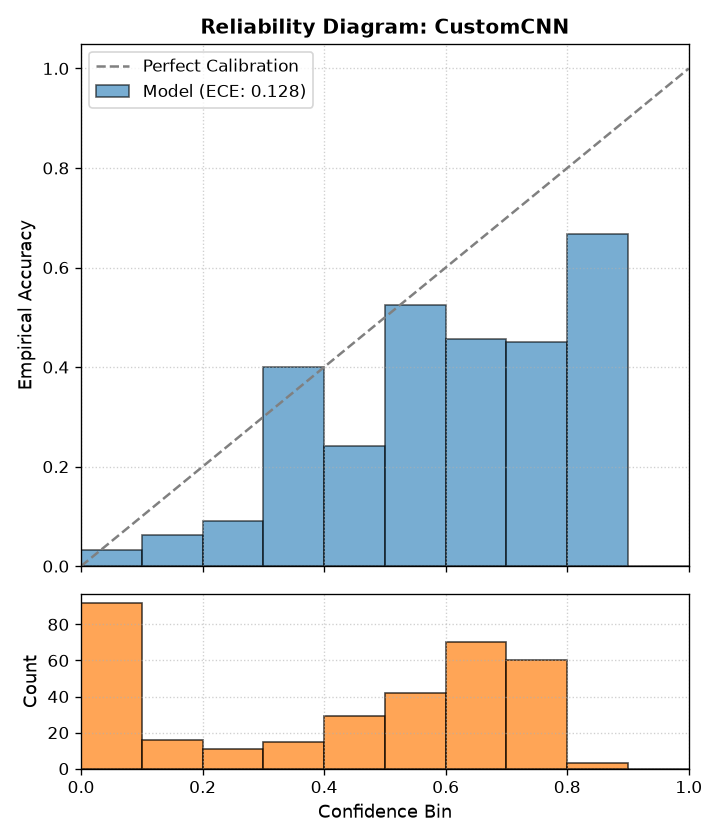 Reliability Diagram: CustomCNN
Perfect Calibration
Model (ECE: 0.128)
Empirical Accuracy
1.0
0.8
0.6
0.4
0.2
0.0
Count
80
60
40
20
0
0.0 0.2 0.4 0.6 0.8 1.0
Confidence Bin